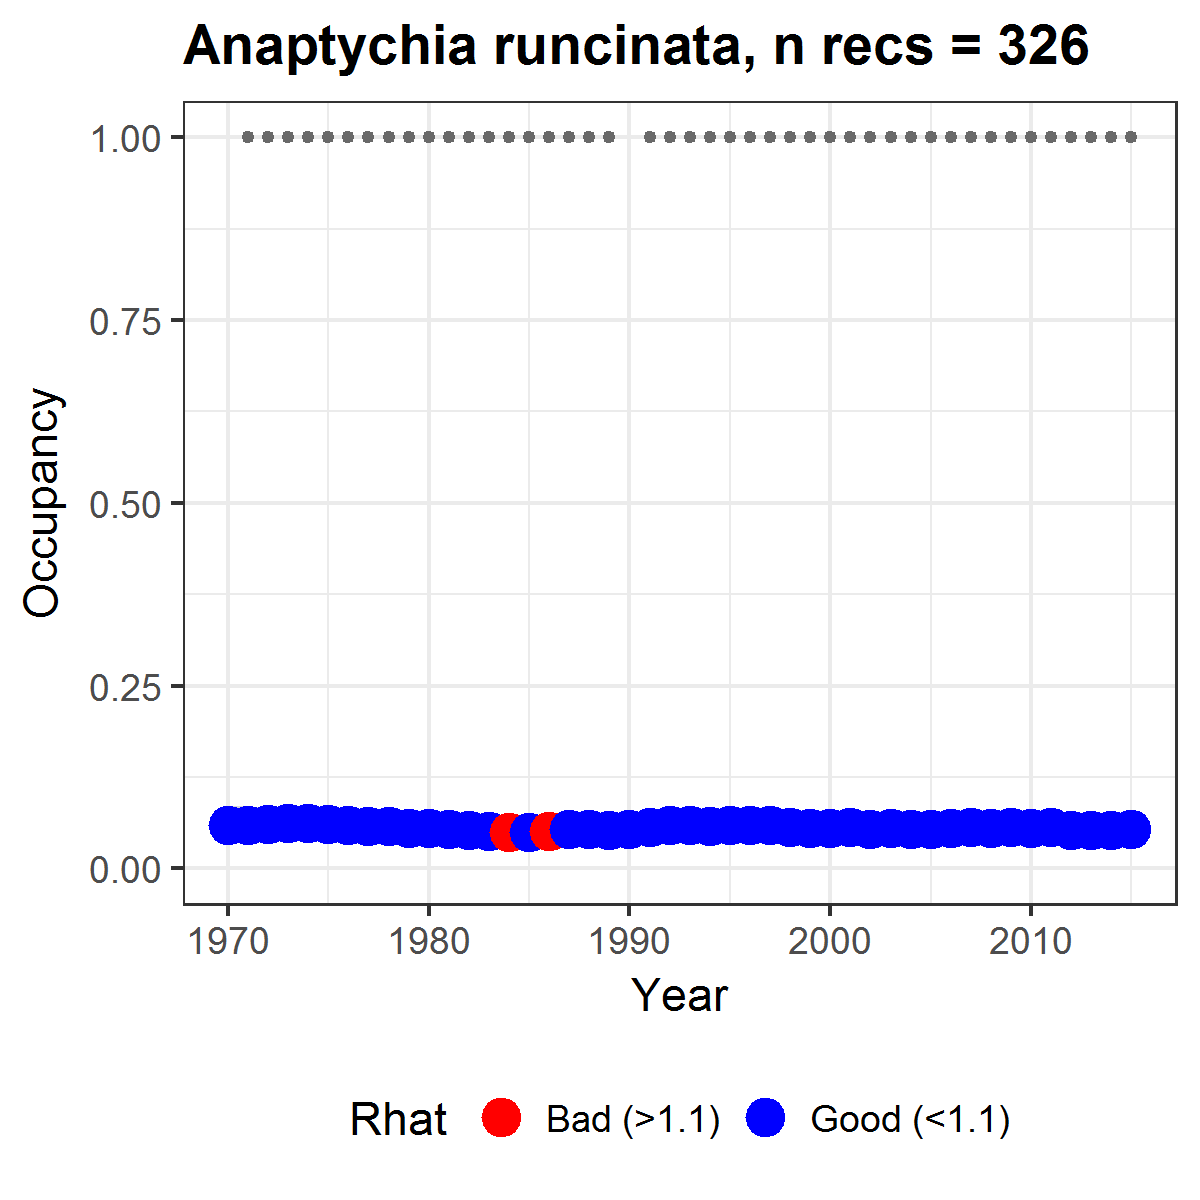 Anaptychia runcinata, n recs = 326
1.00
0.75
0.50
0.25
0.00
Occupancy
1970 1980 1990 2000 2010
Year
Rhat Bad (>1.1) Good (<1.1)